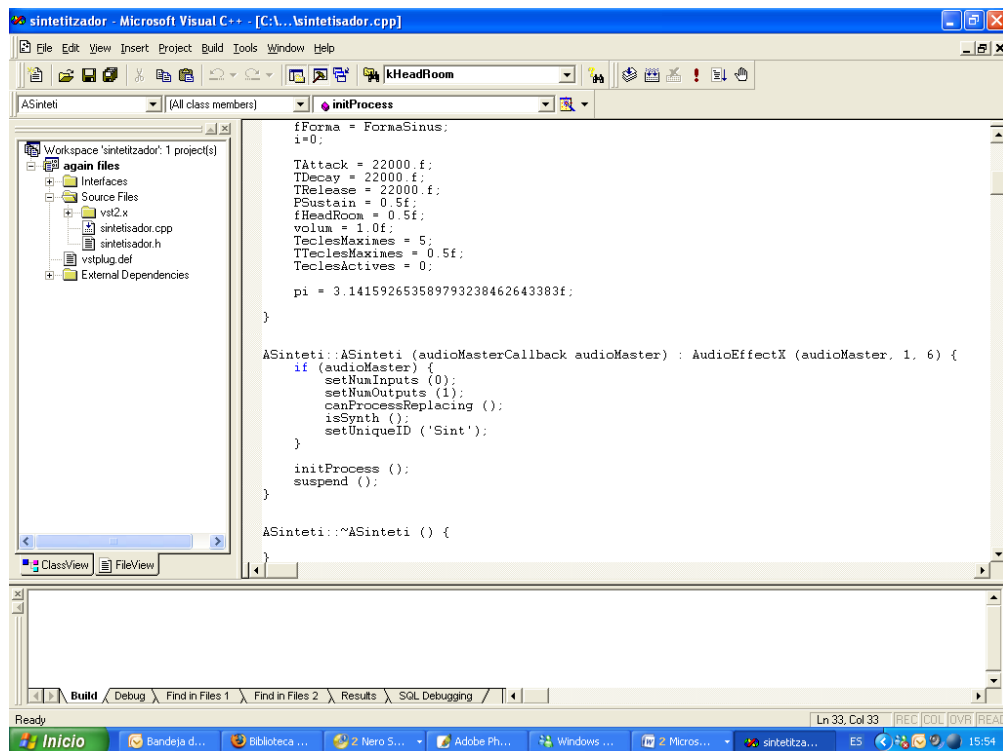 sintetitzador - Microsoft Visual C++ - [C:\...\sintetisador.cpp]
File Edit View Insert Project Build Tools Window Help
kHeadRoom
ASinteti (All class members) initProcess
Workspace 'sintetitzador': 1 project(s)
again files
Interfaces
Source Files
vst2.x
sintetisador.cpp
sintetisador.h
vstplug.def
External Dependencies
ClassView FileView
fForma = FormaSinus;
i=0;
TAttack = 22000.f;
TDecay = 22000.f;
TRelease = 22000.f;
PSustain = 0.5f;
fHeadRoom = 0.5f;
volum = 1.0f;
TeclesMaximes = 5;
TTeclesMaximes = 0.5f;
TeclesActives = 0;
pi = 3.141592653589793238462643383f;
}
ASinteti::ASinteti (audioMasterCallback audioMaster) : AudioEffectX (audioMaster, 1, 6) {
if (audioMaster) {
setNumInputs (0);
setNumOutputs (1);
canProcessReplacing ();
isSynth ();
setUniqueID ('Sint');
}
initProcess ();
suspend ();
}
ASinteti::~ASinteti () {
}
Build Debug Find in Files 1 Find in Files 2 Results SQL Debugging
Ready Ln 33, Col 33 REC COL OVR READ
Inicio Bandeja d... Biblioteca ... 2 Nero S... Adobe Ph... Windows ... 2 Micros... sintetitza... ES 15:54